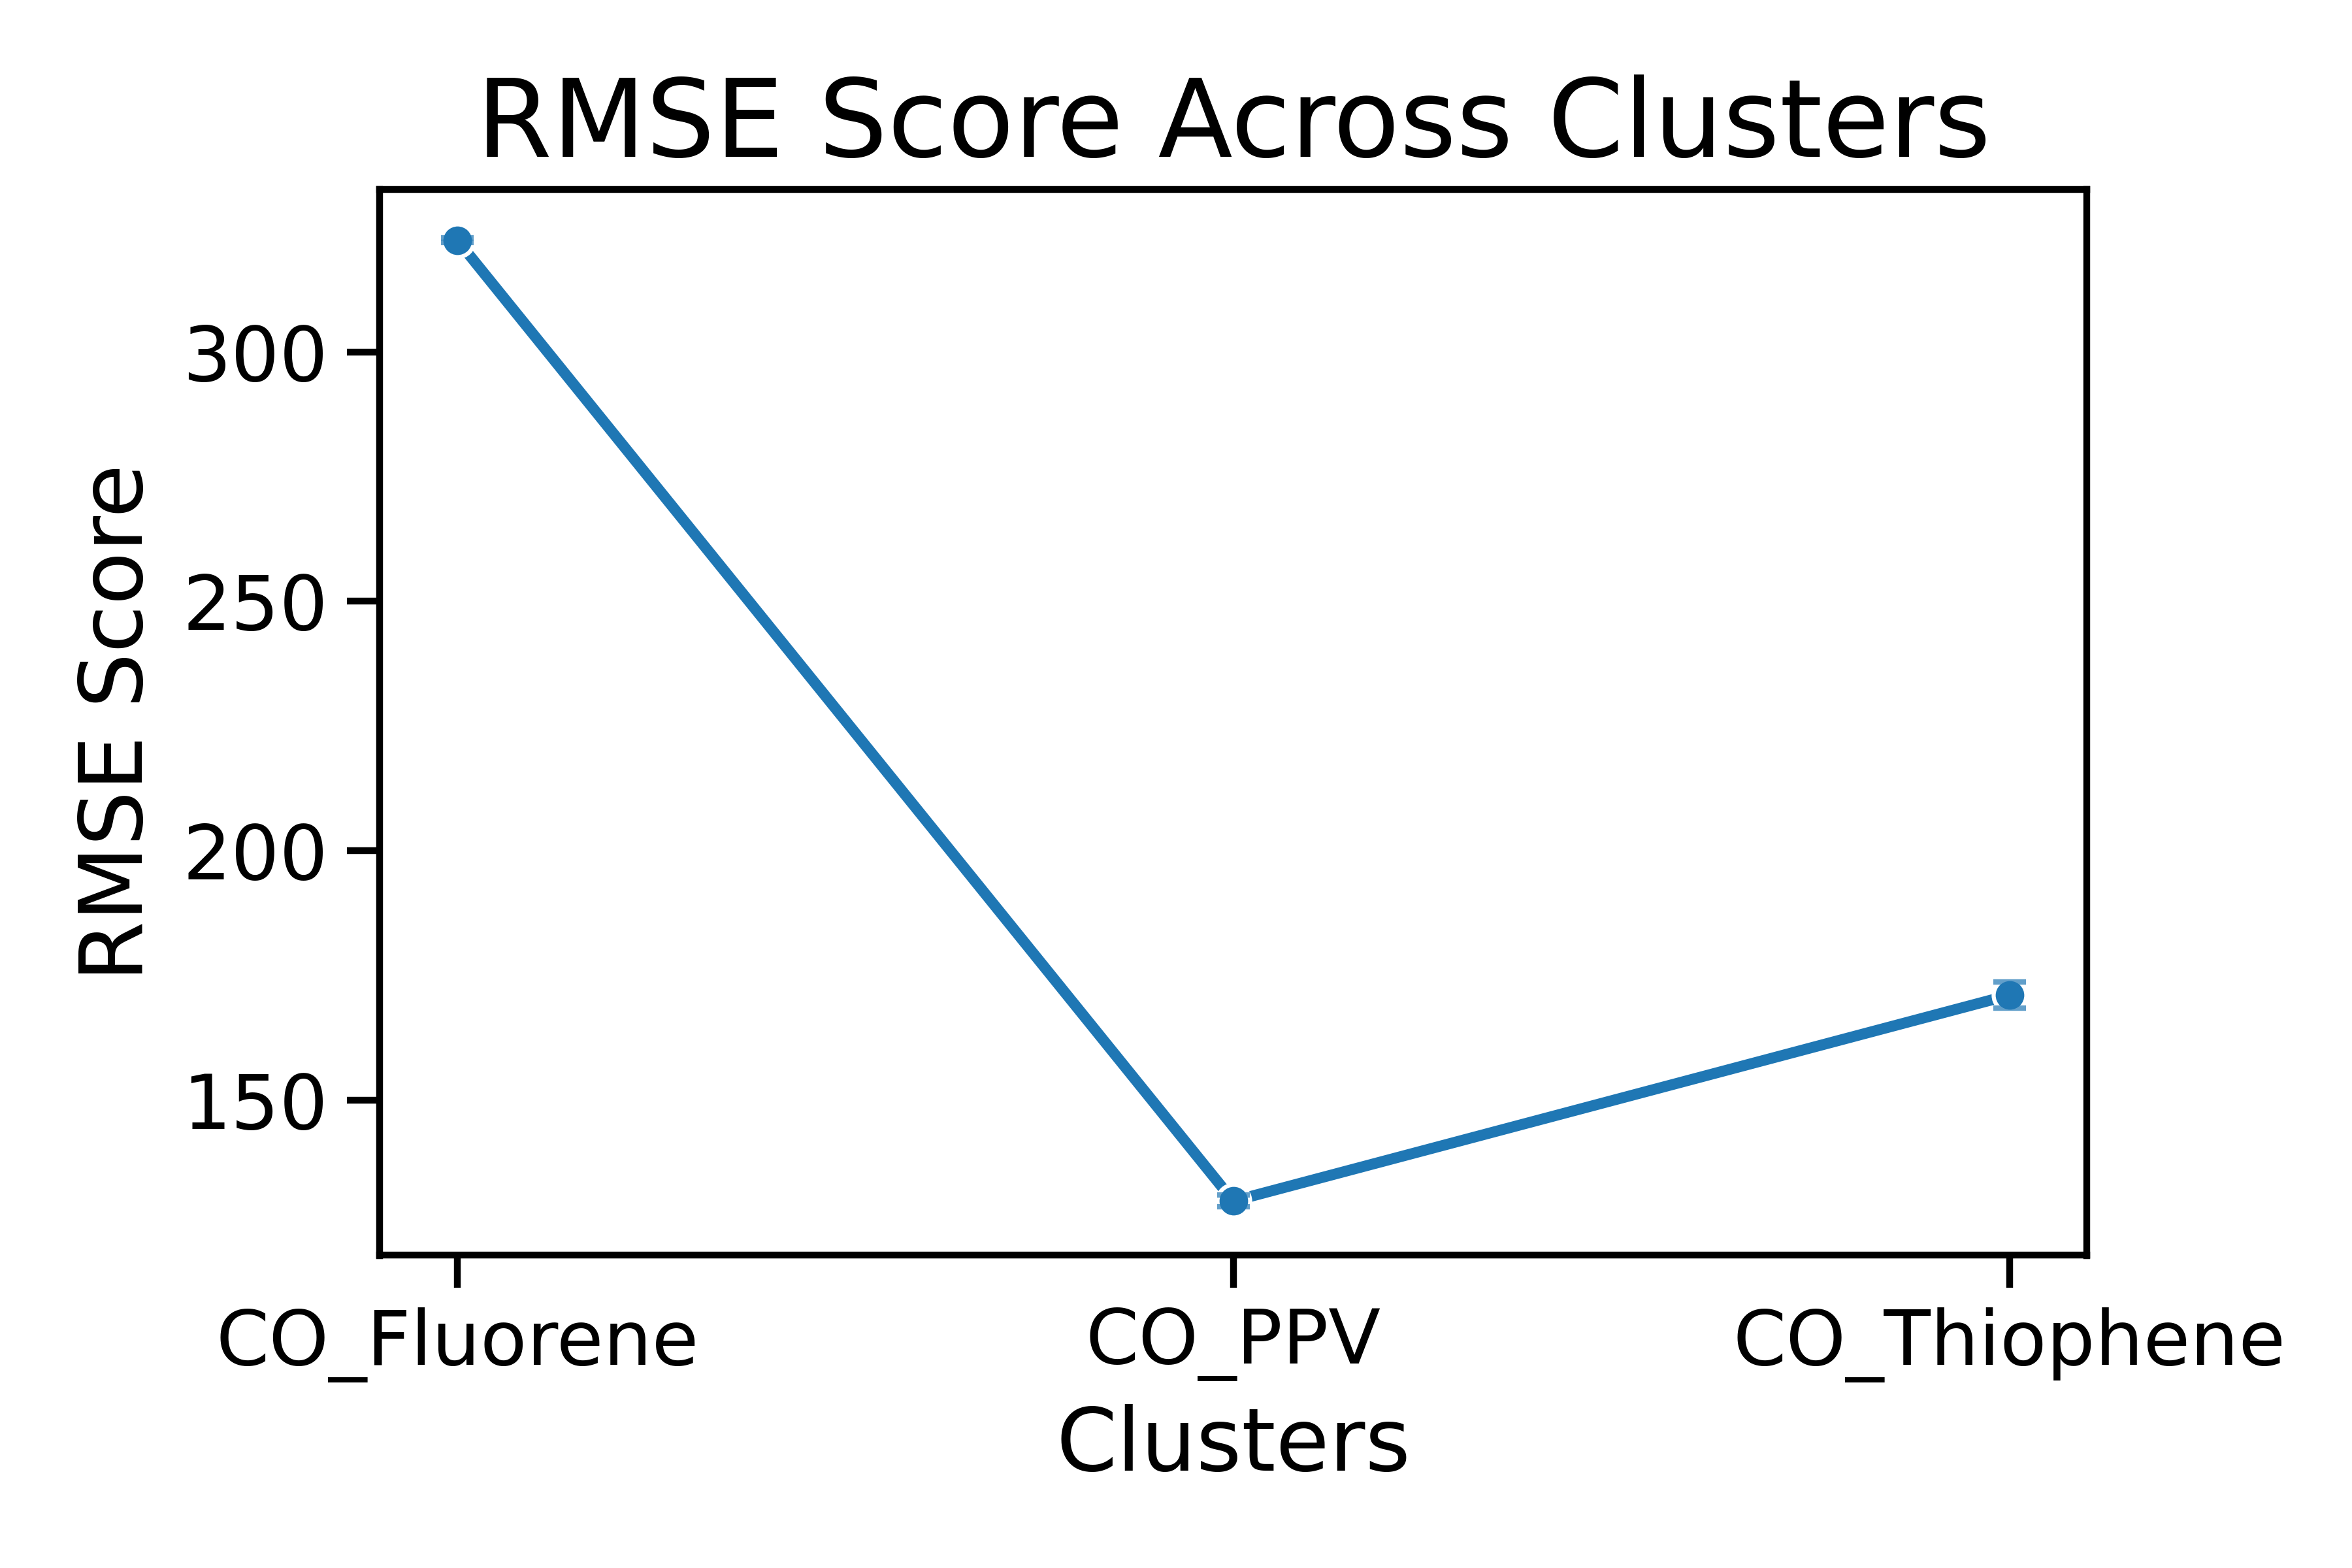 RMSE Score Across Clusters
RMSE Score
300
250
200
150
CO_Fluorene
CO_PPV
CO_Thiophene
Clusters